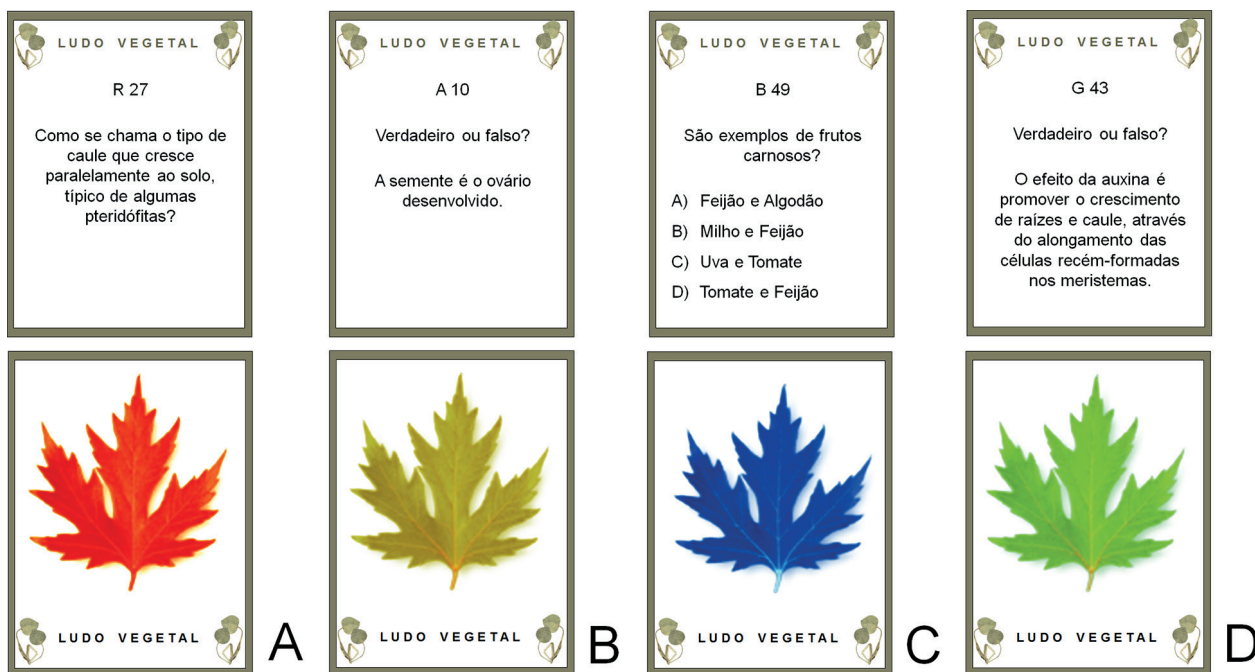 LUDO VEGETAL
R 27
Como se chama o tipo de
caule que cresce
paralelamente ao solo,
típico de algumas
pteridófitas?
LUDO VEGETAL
A 10
Verdadeiro ou falso?
A semente é o ovário
desenvolvido.
LUDO VEGETAL
B 49
São exemplos de frutos
carnosos?
A) Feijão e Algodão
B) Milho e Feijão
C) Uva e Tomate
D) Tomate e Feijão
LUDO VEGETAL
G 43
Verdadeiro ou falso?
O efeito da auxina é
promover o crescimento
de raízes e caule, através
do alongamento das
células recém-formadas
nos meristemas.
LUDO VEGETAL
A
LUDO VEGETAL
B
LUDO VEGETAL
C
LUDO VEGETAL
D